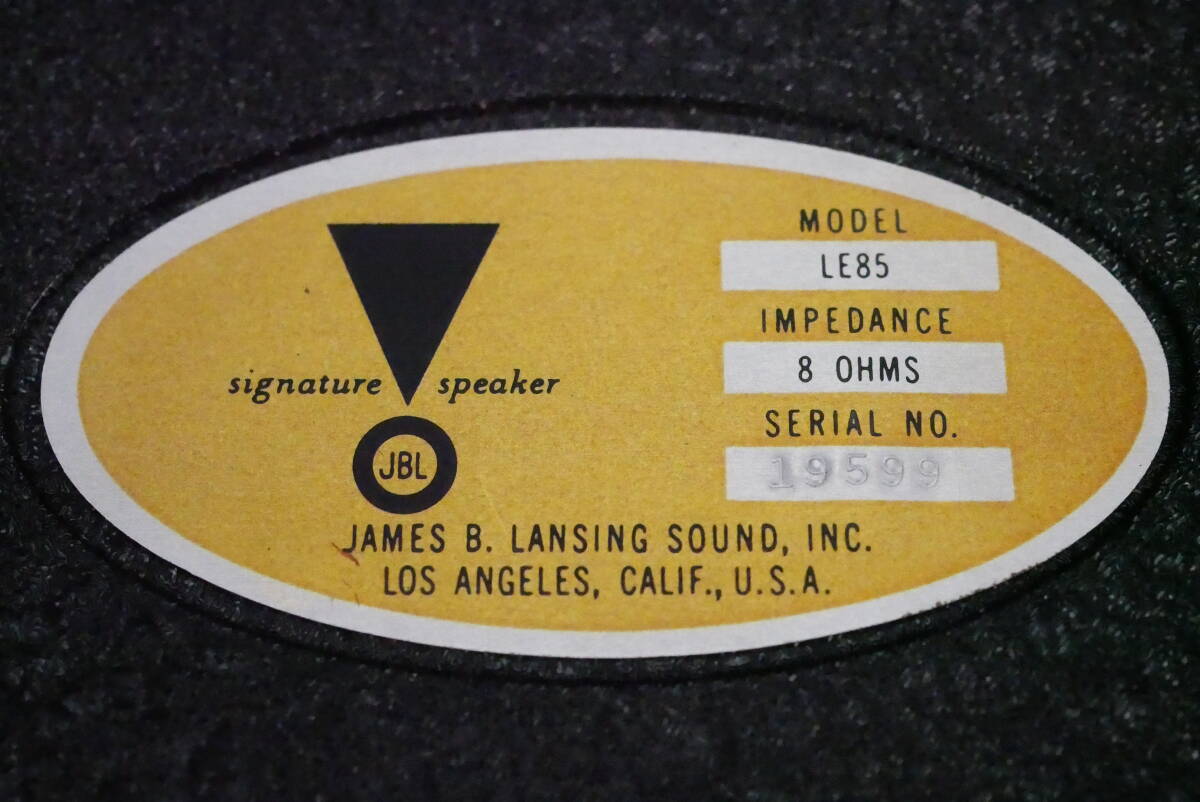 MODEL
LE85
IMPEDANCE
8 OHMS
SERIAL NO.
19599
signature speaker
JBL
JAMES B. LANSING SOUND, INC.
LOS ANGELES, CALIF., U.S.A.